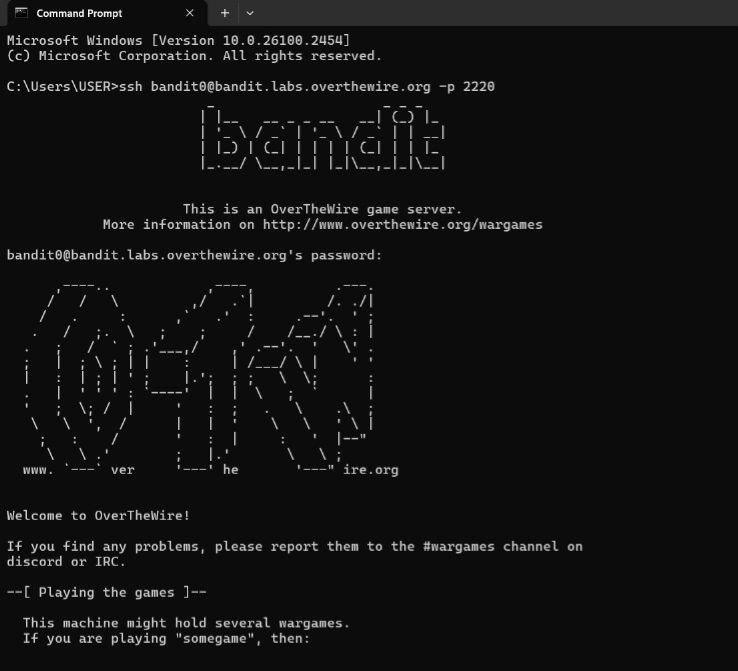 Command Prompt
Microsoft Windows [Version 10.0.26100.2454]
(c) Microsoft Corporation. All rights reserved.
C:\Users\USER>ssh bandit0@bandit.labs.overthewire.org -p 2220
bandit
This is an OverTheWire game server.
More information on http://www.overthewire.org/wargames
bandit0@bandit.labs.overthewire.org's password:
www. ver he ire.org
Welcome to OverTheWire!
If you find any problems, please report them to the #wargames channel on
discord or IRC.
--[ Playing the games ]--
This machine might hold several wargames.
If you are playing "somegame", then: